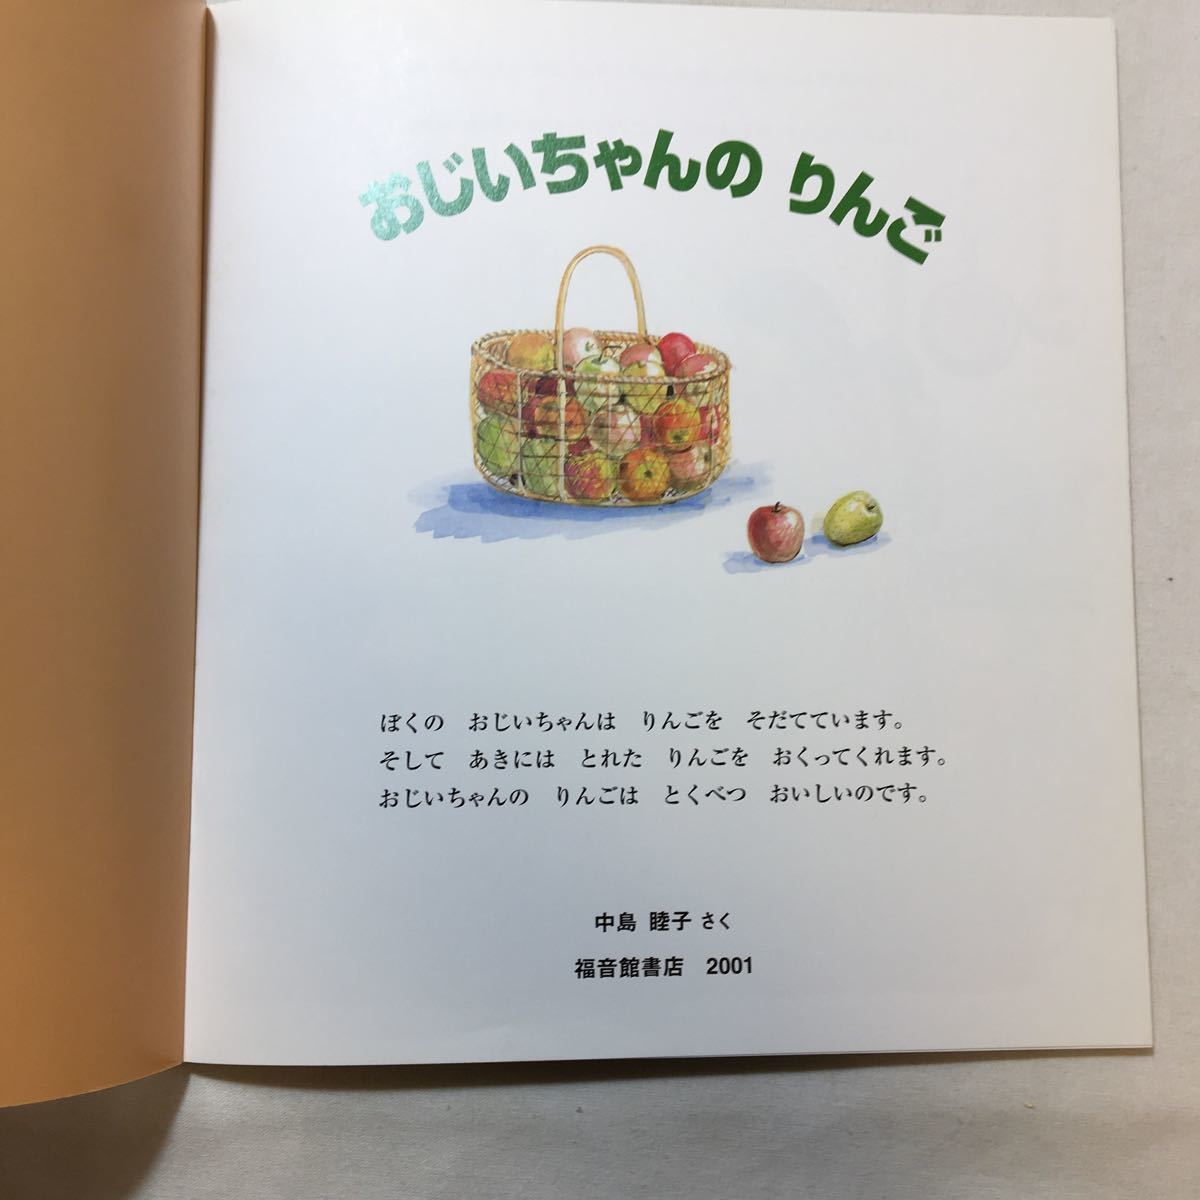 おじいちゃんの りんご
ぼくの　おじいちゃんは　りんごを　そだてています。
そして　あきには　とれた　りんごを　おくってくれます。
おじいちゃんの　りんごは　とくべつ　おいしいのです。
中島 睦子 さく
福音館書店　2001